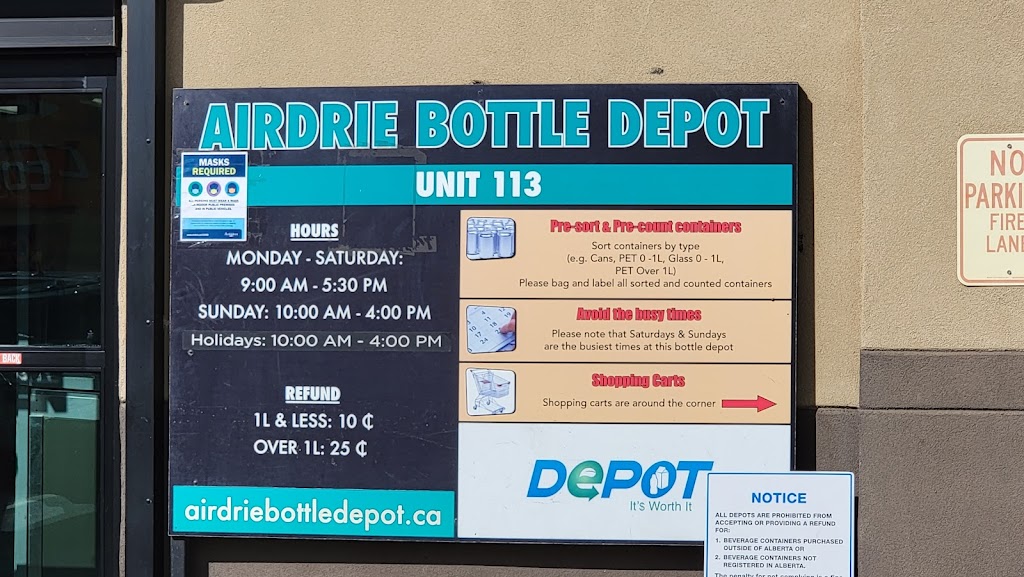 AIRDRIE BOTTLE DEPOT
UNIT 113
MASKS
REQUIRED
HOURS
MONDAY - SATURDAY:
9:00 AM - 5:30 PM
SUNDAY: 10:00 AM - 4:00 PM
Holidays: 10:00 AM - 4:00 PM
REFUND
1L & LESS: 10 ₵
OVER 1L: 25 ₵
airdriebottledepot.ca
Pre-sort & Pre-count containers
Sort containers by type
(e.g. Cans, PET 0 -1L, Glass 0 - 1L,
PET Over 1L)
Please bag and label all sorted and counted containers
Avoid the busy times
Please note that Saturdays & Sundays
are the busiest times at this bottle depot
Shopping Carts
Shopping carts are around the corner
DePOT
It's Worth It
NOTICE
ALL DEPOTS ARE PROHIBITED FROM
ACCEPTING OR PROVIDING A REFUND
FOR:
1. BEVERAGE CONTAINERS PURCHASED
OUTSIDE OF ALBERTA OR
2. BEVERAGE CONTAINERS NOT
REGISTERED IN ALBERTA.
NO
PARKIN
FIRE
LANE
BACK